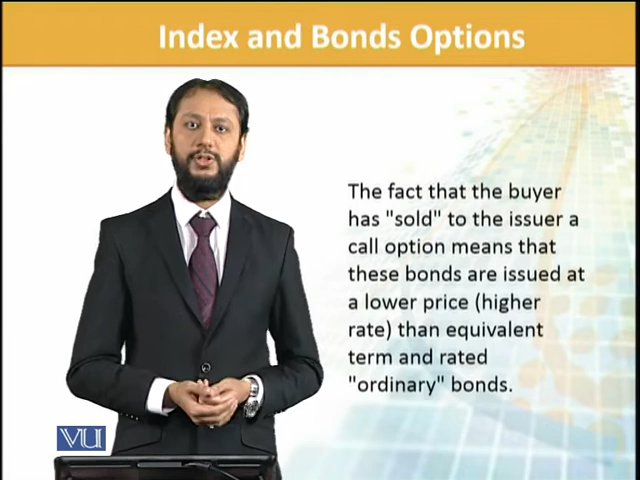 Index and Bonds Options
The fact that the buyer
has "sold" to the issuer a
call option means that
these bonds are issued at
a lower price (higher
rate) than equivalent
term and rated
"ordinary" bonds.
VU